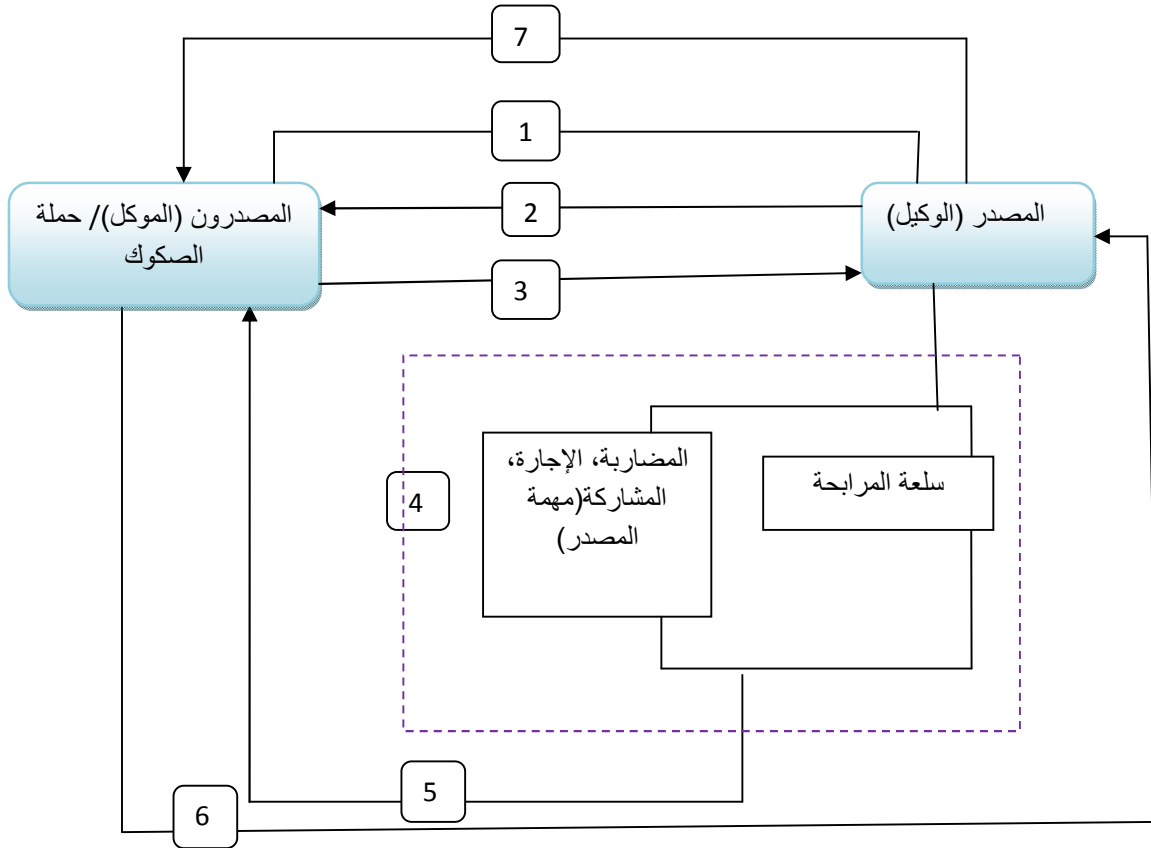 7
1
المصدرون (الموكل)/ حملة
الصكوك
2
المصدر (الوكيل)
3
المضاربة، الإجارة،
المشاركة(مهمة
المصدر)
سلعة المرابحة
4
5
6